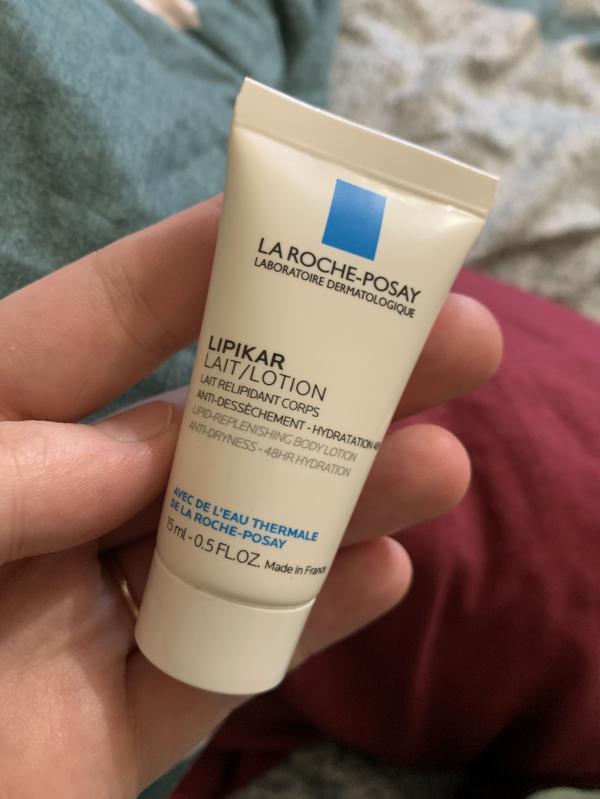 LA ROCHE-POSAY
LABORATOIRE DERMATOLOGIQUE
LIPIKAR
LAIT/LOTION
LAIT RELIPIDANT CORPS
ANTI-DESSÈCHEMENT - HYDRATATION 48
LIPID-REPLENISHING BODY LOTION
ANTI-DRYNESS - 48HR HYDRATION
AVEC DE L'EAU THERMALE
DE LA ROCHE-POSAY
15 ml - 0.5 FL.OZ. Made in France